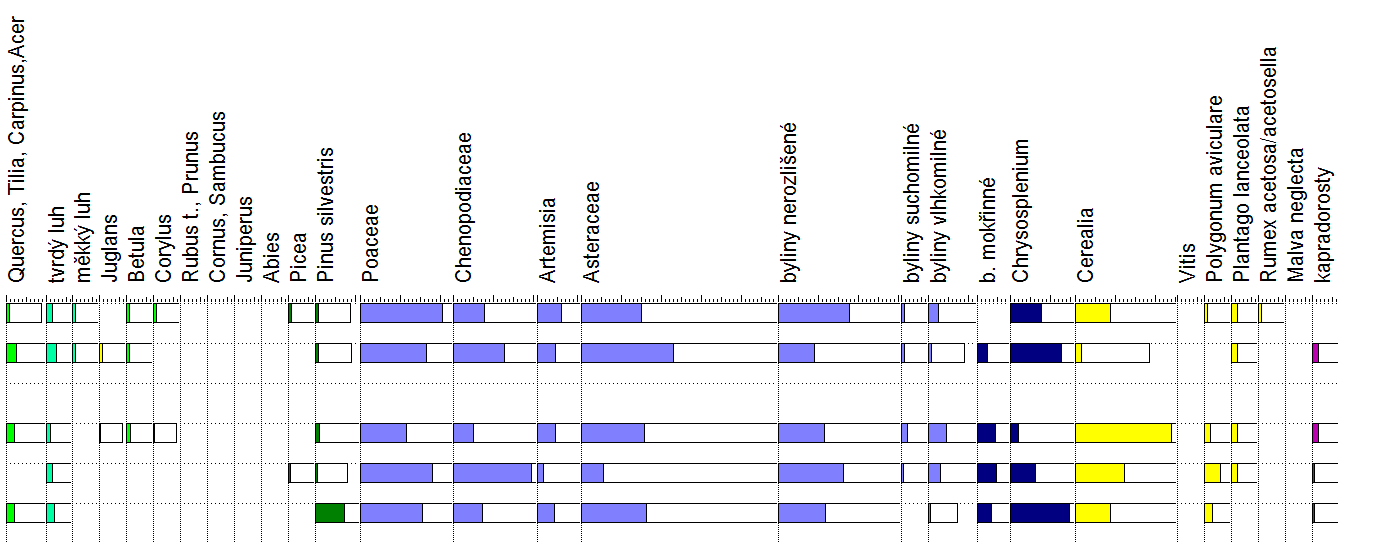 Quercus, Tilia, Carpinus,Acer
tvrdý luh
měkký luh
Juglans
Betula
Corylus
Rubus t., Prunus
Cornus, Sambucus
Juniperus
Abies
Picea
Pinus silvestris
Poaceae
Chenopodiaceae
Artemisia
Asteraceae
byliny nerozlišené
byliny suchomilné
byliny vlhkomilné
b. mokřinné
Chrysosplenium
Cerealia
Vitis
Polygonum aviculare
Plantago lanceolata
Rumex acetosa/acetosella
Malva neglecta
kapradorosty